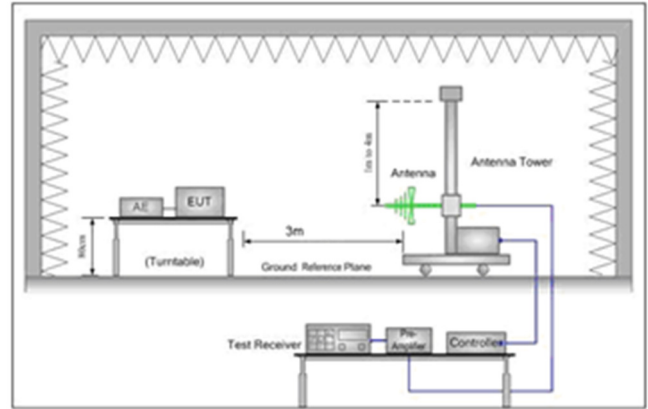 1m to 4m
Antenna Tower
Antenna
AE
EUT
3m
80cm
(Turntable)
Ground Reference Plane
Test Receiver
Pre-
Amplifier
Controller